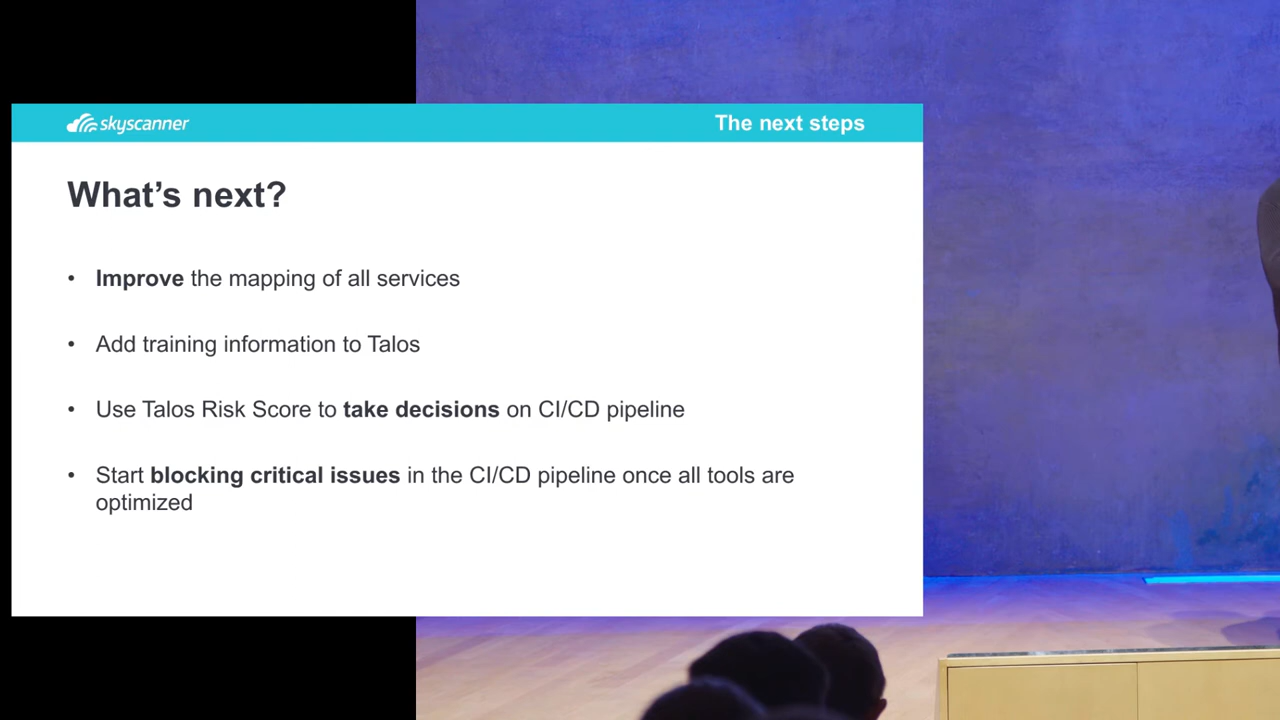 skyscanner
The next steps
What's next?
• Improve the mapping of all services
• Add training information to Talos
• Use Talos Risk Score to take decisions on CI/CD pipeline
• Start blocking critical issues in the CI/CD pipeline once all tools are
optimized